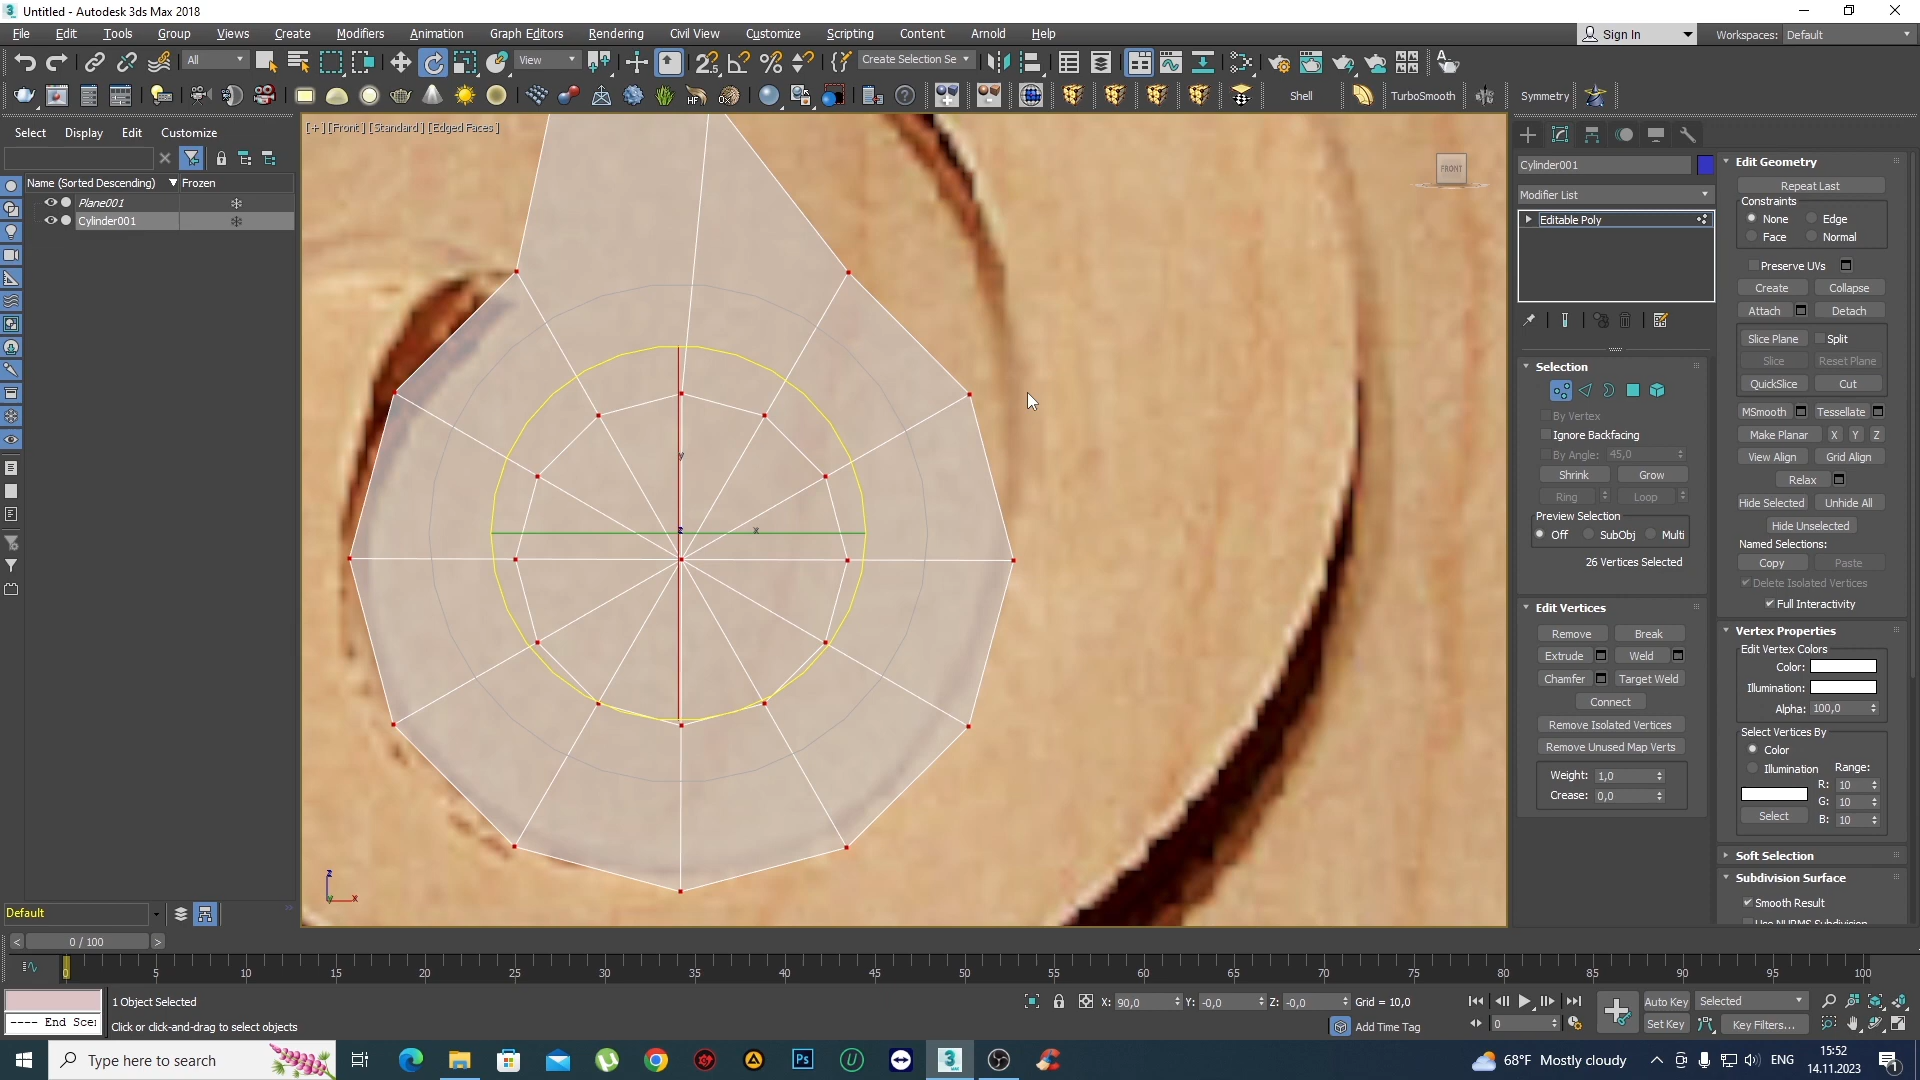 Untitled - Autodesk 3ds Max 2018
File Edit Tools Group Views Create Modifiers Animation Graph Editors Rendering Civil View Customize Scripting Content Arnold Help
Sign In
Workspaces: Default
All
View
Create Selection Se
HF
Shell
TurboSmooth
Symmetry
Select Display Edit Customize
Name (Sorted Descending) Frozen
Plane001
Cylinder001
[+] [Front] [Standard] [Edged Faces]
FRONT
y
z
x
z
x
Cylinder001
Modifier List
Editable Poly
Selection
By Vertex
Ignore Backfacing
By Angle: 45,0
Shrink Grow
Ring Loop
Preview Selection
Off SubObj Multi
26 Vertices Selected
Edit Vertices
Remove Break
Extrude Weld
Chamfer Target Weld
Connect
Remove Isolated Vertices
Remove Unused Map Verts
Weight: 1,0
Crease: 0,0
Edit Geometry
Repeat Last
Constraints
None Edge
Face Normal
Preserve UVs
Create Collapse
Attach Detach
Slice Plane Split
Slice Reset Plane
QuickSlice Cut
MSmooth Tessellate
Make Planar X Y Z
View Align Grid Align
Relax
Hide Selected Unhide All
Hide Unselected
Named Selections:
Copy Paste
Delete Isolated Vertices
Full Interactivity
Vertex Properties
Edit Vertex Colors
Color:
Illumination:
Alpha: 100,0
Select Vertices By
Color
Illumination Range:
R: 10
G: 10
B: 10
Select
Soft Selection
Subdivision Surface
Smooth Result
Use NURMS Subdivision
Default
< 0 / 100 >
0 5 10 15 20 25 30 35 40 45 50 55 60 65 70 75 80 85 90 95 100
---- End Scei
1 Object Selected
Click or click-and-drag to select objects
X: 90,0 Y: -0,0 Z: -0,0 Grid = 10,0
Add Time Tag
0
Auto Key Selected
Set Key Key Filters...
Type here to search
Ps
3
68°F Mostly cloudy
ENG
15:52
14.11.2023
1